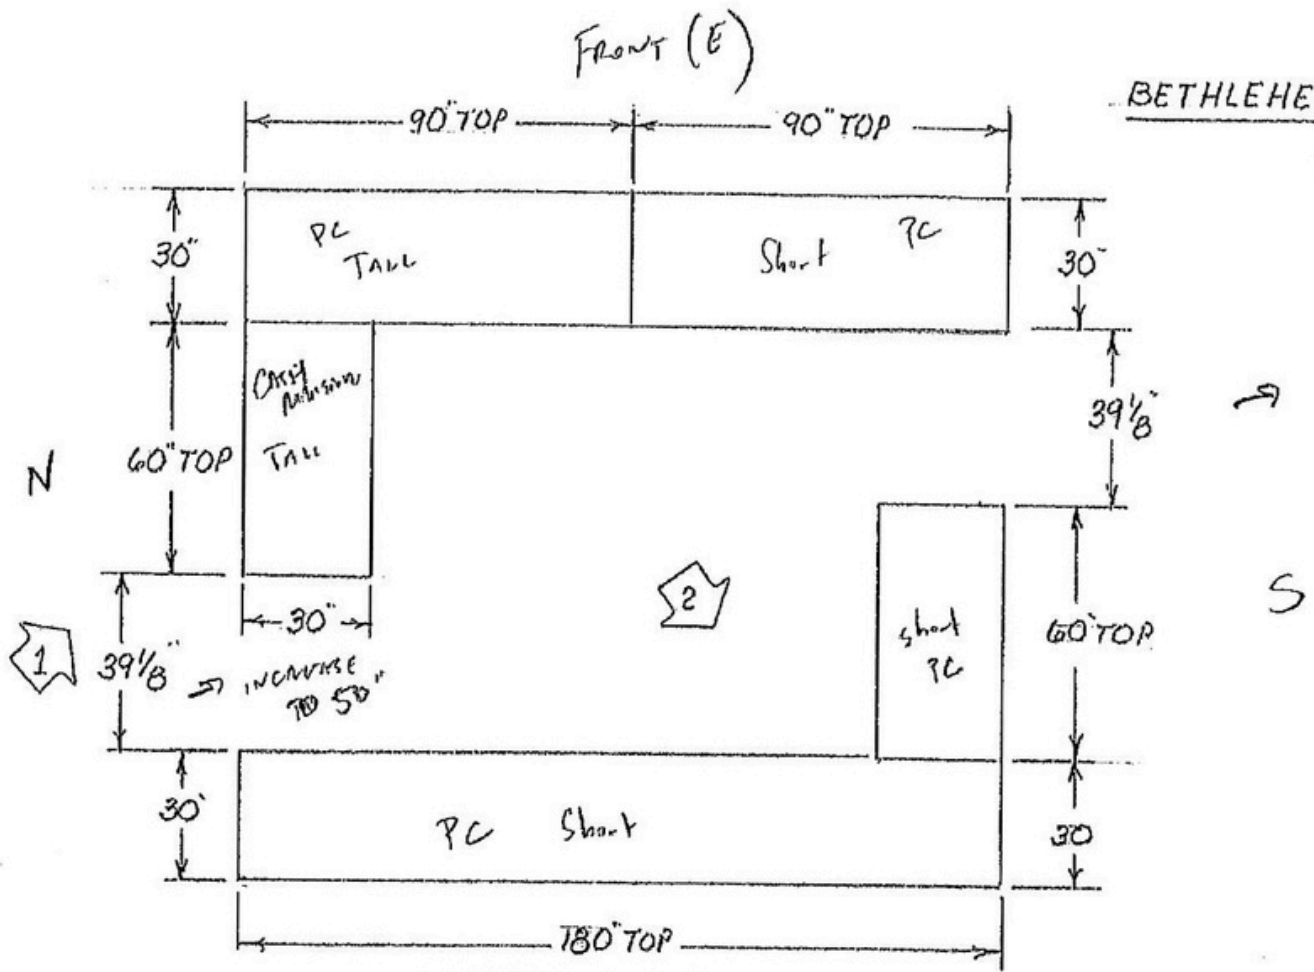 FRONT (E)
BETHLEHE
90" TOP
90" TOP
30"
PC
TALL
Short
PC
30"
CASH
TALL
60" TOP
39 1/8"
N
S
2
short
PC
60" TOP
30"
1
39 1/8"
INCREASE
TO 50"
30"
PC Short
30
180" TOP